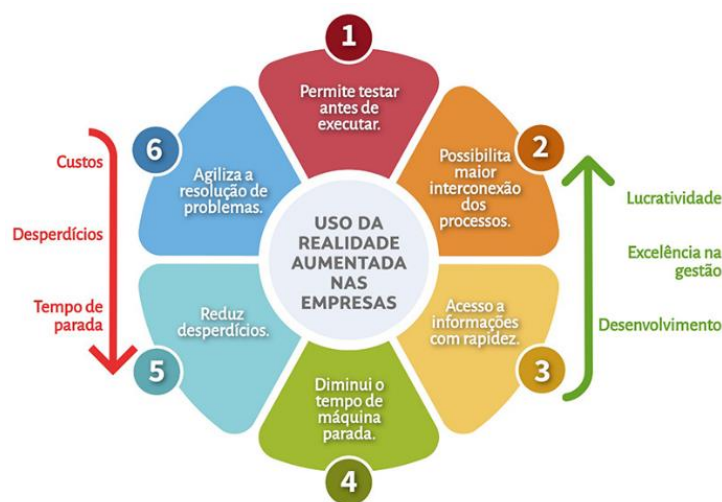 1
Permite testar
antes de
executar.
2
Possibilita
maior
interconexão
dos
processos.
3
Acesso a
informações
com rapidez.
4
Diminui o
tempo de
máquina
parada.
5
Reduz
desperdícios.
6
Agiliza a
resolução de
problemas.
USO DA
REALIDADE
AUMENTADA
NAS
EMPRESAS
Custos
Desperdícios
Tempo de
parada
Lucratividade
Excelência na
gestão
Desenvolvimento